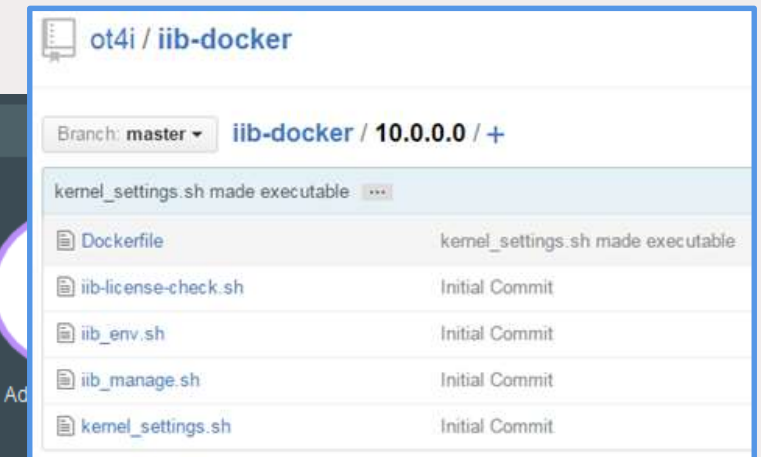 ot4i / iib-docker
Branch: master iib-docker / 10.0.0.0 / +
kernel_settings.sh made executable ...
Dockerfile kernel_settings.sh made executable
iib-license-check.sh Initial Commit
iib_env.sh Initial Commit
iib_manage.sh Initial Commit
kernel_settings.sh Initial Commit
Ad